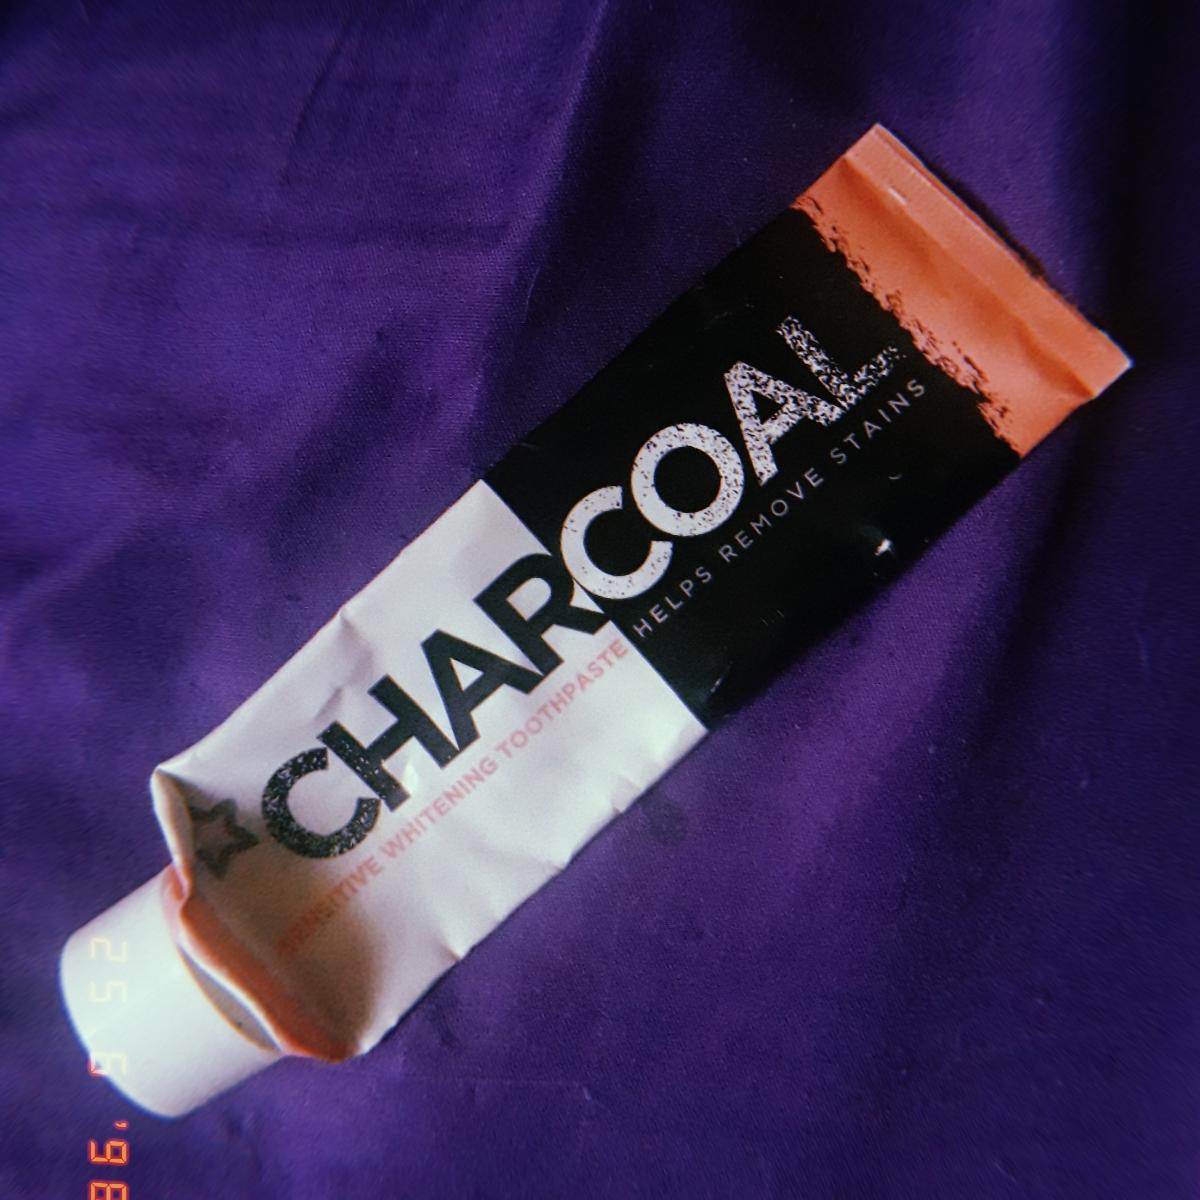 CHARCOAL
SENSITIVE WHITENING TOOTHPASTE HELPS REMOVE STAINS